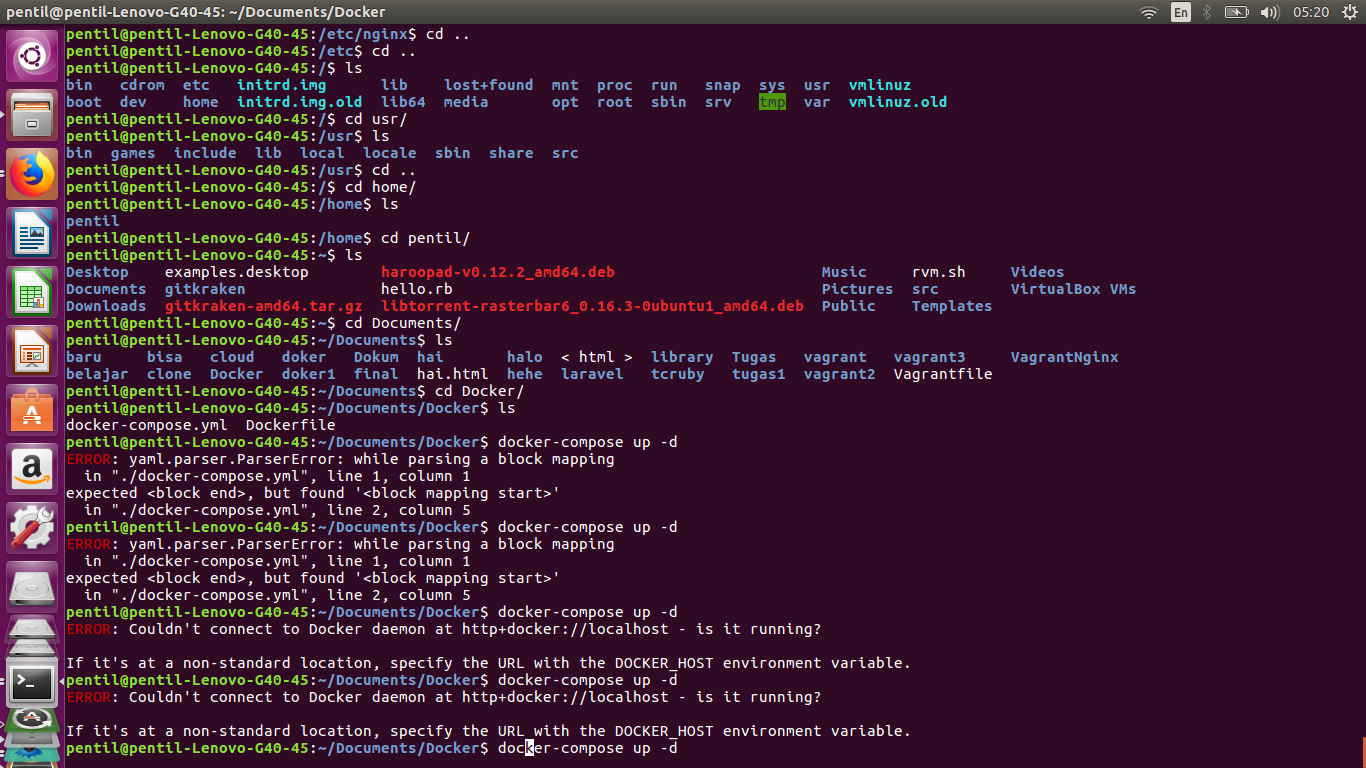 pentil@pentil-Lenovo-G40-45: ~/Documents/Docker En 05:20
pentil@pentil-Lenovo-G40-45:/etc/nginx$ cd ..
pentil@pentil-Lenovo-G40-45:/etc$ cd ..
pentil@pentil-Lenovo-G40-45:/$ ls
bin cdrom etc initrd.img lib lost+found mnt proc run snap sys usr vmlinuz
boot dev home initrd.img.old lib64 media opt root sbin srv tmp var vmlinuz.old
pentil@pentil-Lenovo-G40-45:/$ cd usr/
pentil@pentil-Lenovo-G40-45:/usr$ ls
bin games include lib local locale sbin share src
pentil@pentil-Lenovo-G40-45:/usr$ cd ..
pentil@pentil-Lenovo-G40-45:/$ cd home/
pentil@pentil-Lenovo-G40-45:/home$ ls
pentil
pentil@pentil-Lenovo-G40-45:/home$ cd pentil/
pentil@pentil-Lenovo-G40-45:~$ ls
Desktop examples.desktop haroopad-v0.12.2_amd64.deb Music rvm.sh Videos
Documents gitkraken hello.rb Pictures src VirtualBox VMs
Downloads gitkraken-amd64.tar.gz libtorrent-rasterbar6_0.16.3-0ubuntu1_amd64.deb Public Templates
pentil@pentil-Lenovo-G40-45:~$ cd Documents/
pentil@pentil-Lenovo-G40-45:~/Documents$ ls
baru bisa cloud doker Dokum hai halo < html > library Tugas vagrant vagrant3 VagrantNginx
belajar clone Docker doker1 final hai.html hehe laravel tcruby tugas1 vagrant2 Vagrantfile
pentil@pentil-Lenovo-G40-45:~/Documents$ cd Docker/
pentil@pentil-Lenovo-G40-45:~/Documents/Docker$ ls
docker-compose.yml Dockerfile
pentil@pentil-Lenovo-G40-45:~/Documents/Docker$ docker-compose up -d
ERROR: yaml.parser.ParserError: while parsing a block mapping
in "./docker-compose.yml", line 1, column 1
expected <block end>, but found '<block mapping start>'
in "./docker-compose.yml", line 2, column 5
pentil@pentil-Lenovo-G40-45:~/Documents/Docker$ docker-compose up -d
ERROR: yaml.parser.ParserError: while parsing a block mapping
in "./docker-compose.yml", line 1, column 1
expected <block end>, but found '<block mapping start>'
in "./docker-compose.yml", line 2, column 5
pentil@pentil-Lenovo-G40-45:~/Documents/Docker$ docker-compose up -d
ERROR: Couldn't connect to Docker daemon at http+docker://localhost - is it running?
If it's at a non-standard location, specify the URL with the DOCKER_HOST environment variable.
pentil@pentil-Lenovo-G40-45:~/Documents/Docker$ docker-compose up -d
ERROR: Couldn't connect to Docker daemon at http+docker://localhost - is it running?
If it's at a non-standard location, specify the URL with the DOCKER_HOST environment variable.
pentil@pentil-Lenovo-G40-45:~/Documents/Docker$ docker-compose up -d